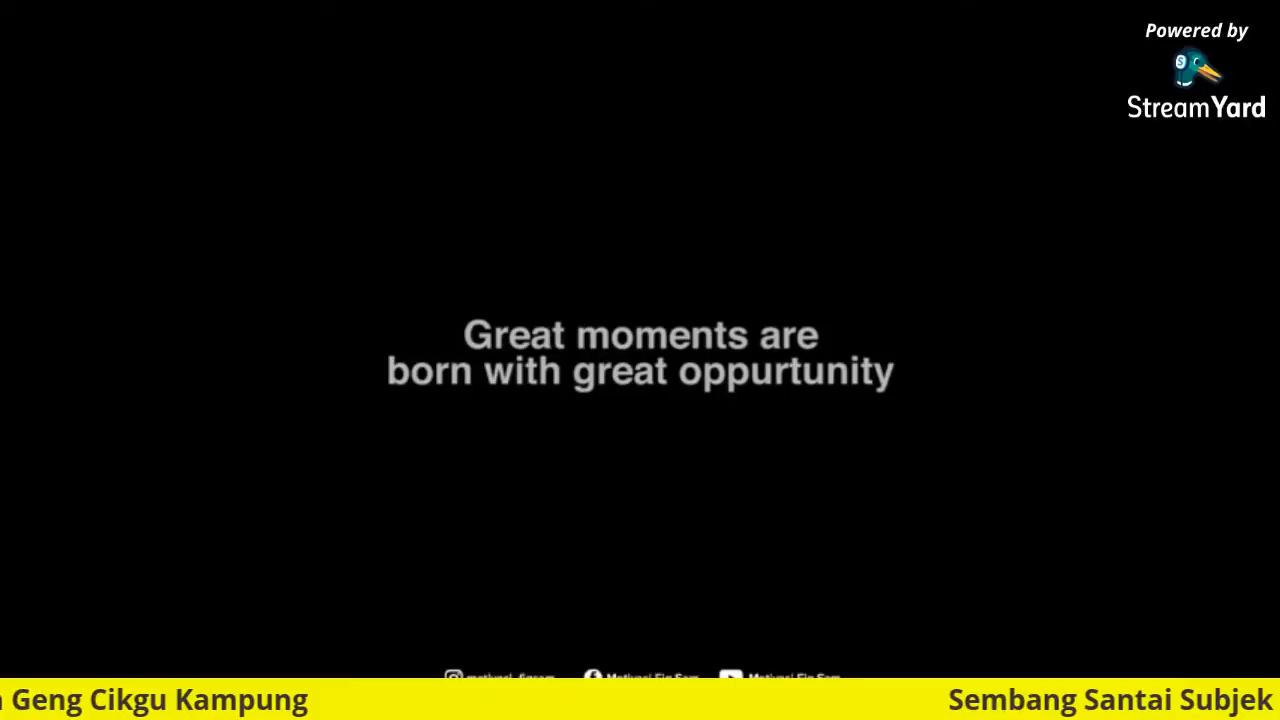 Powered by
StreamYard
Great moments are
born with great oppurtunity
Geng Cikgu Kampung
Sembang Santai Subjek